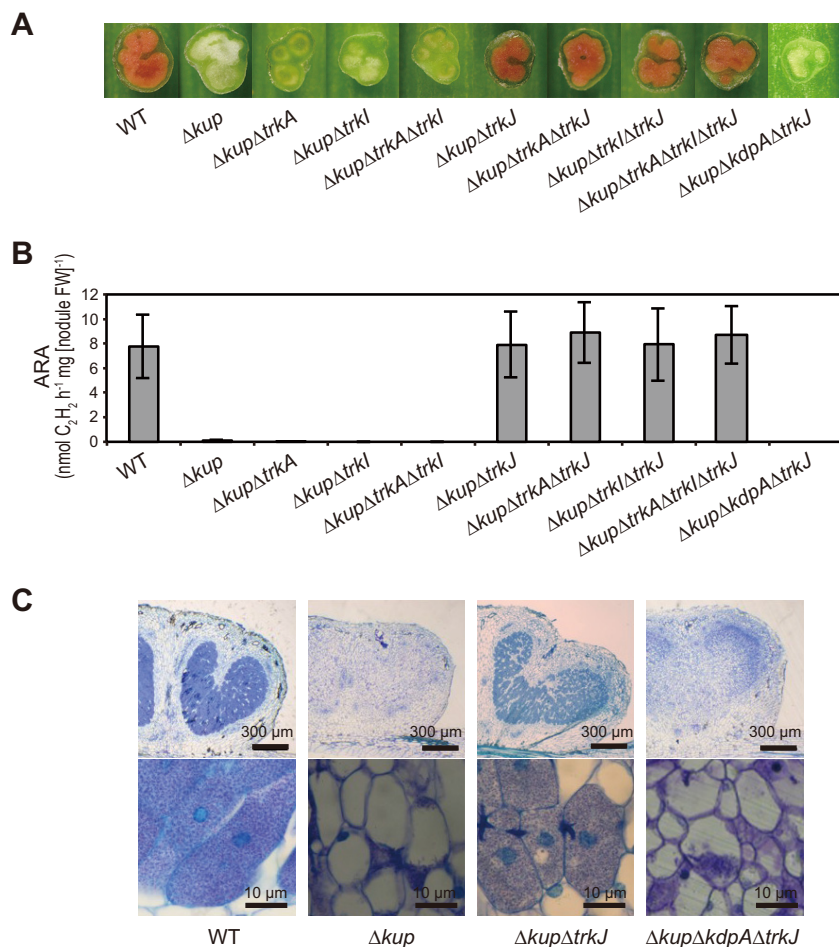 A
WT
Δkup
ΔkupΔtrkA
ΔkupΔtrkI
ΔkupΔtrkAΔtrkI
ΔkupΔtrkJ
ΔkupΔtrkAΔtrkJ
ΔkupΔtrkIΔtrkJ
ΔkupΔtrkAΔtrkIΔtrkJ
ΔkupΔkdpAΔtrkJ
B
ARA
(nmol C₂H₂ h⁻¹ mg [nodule FW]⁻¹)
12
10
8
6
4
2
0
WT
Δkup
ΔkupΔtrkA
ΔkupΔtrkI
ΔkupΔtrkAΔtrkI
ΔkupΔtrkJ
ΔkupΔtrkAΔtrkJ
ΔkupΔtrkIΔtrkJ
ΔkupΔtrkAΔtrkIΔtrkJ
ΔkupΔkdpAΔtrkJ
C
300 µm 300 µm 300 µm 300 µm
10 µm 10 µm 10 µm 10 µm
WT Δkup ΔkupΔtrkJ ΔkupΔkdpAΔtrkJ